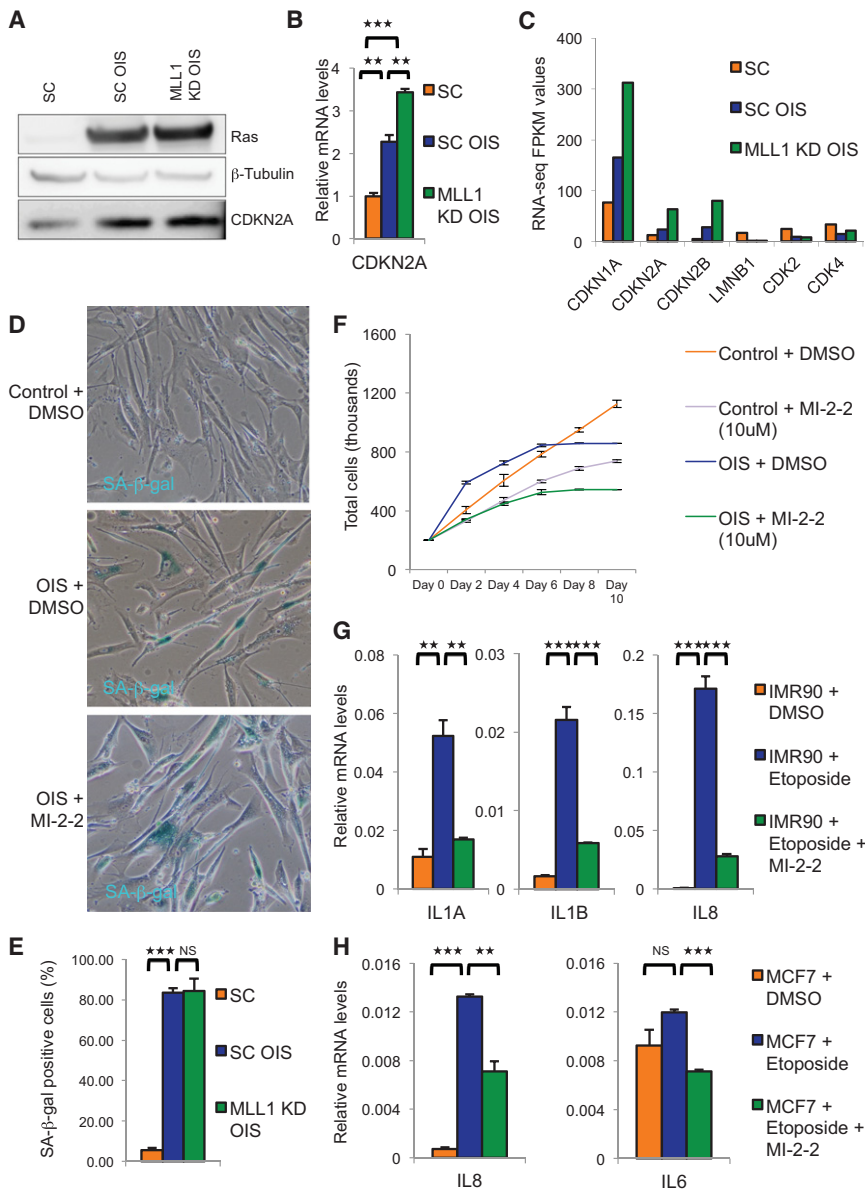 A
SC
SC OIS
MLL1
KD OIS
Ras
β-Tubulin
CDKN2A
B
Relative mRNA levels
4
3
2
1
0
★★★
★★ ★★
CDKN2A
SC
SC OIS
MLL1
KD OIS
C
RNA-seq FPKM values
400
300
200
100
0
CDKN1A
CDKN2A
CDKN2B
LMNB1
CDK2
CDK4
SC
SC OIS
MLL1 KD OIS
D
Control +
DMSO
SA-β-gal
OIS +
DMSO
SA-β-gal
OIS +
MI-2-2
SA-β-gal
E
SA-β-gal positive cells (%)
100.00
80.00
60.00
40.00
20.00
0.00
★★★ NS
SC
SC OIS
MLL1 KD
OIS
F
Total cells (thousands)
1600
1200
800
400
0
Day 0 Day 2 Day 4 Day 6 Day 8 Day
10
Control + DMSO
Control + MI-2-2
(10uM)
OIS + DMSO
OIS + MI-2-2
(10uM)
G
Relative mRNA levels
0.08
0.06
0.04
0.02
0
★★ ★★
IL1A
0.03
0.02
0.01
0.00
★★★ ★★★
IL1B
0.2
0.15
0.1
0.05
0
★★★ ★★★
IL8
IMR90 +
DMSO
IMR90 +
Etoposide
IMR90 +
Etoposide +
MI-2-2
H
Relative mRNA levels
0.016
0.012
0.008
0.004
0
★★★ ★★
IL8
0.016
0.012
0.008
0.004
0
NS ★★★
IL6
MCF7 +
DMSO
MCF7 +
Etoposide
MCF7 +
Etoposide +
MI-2-2